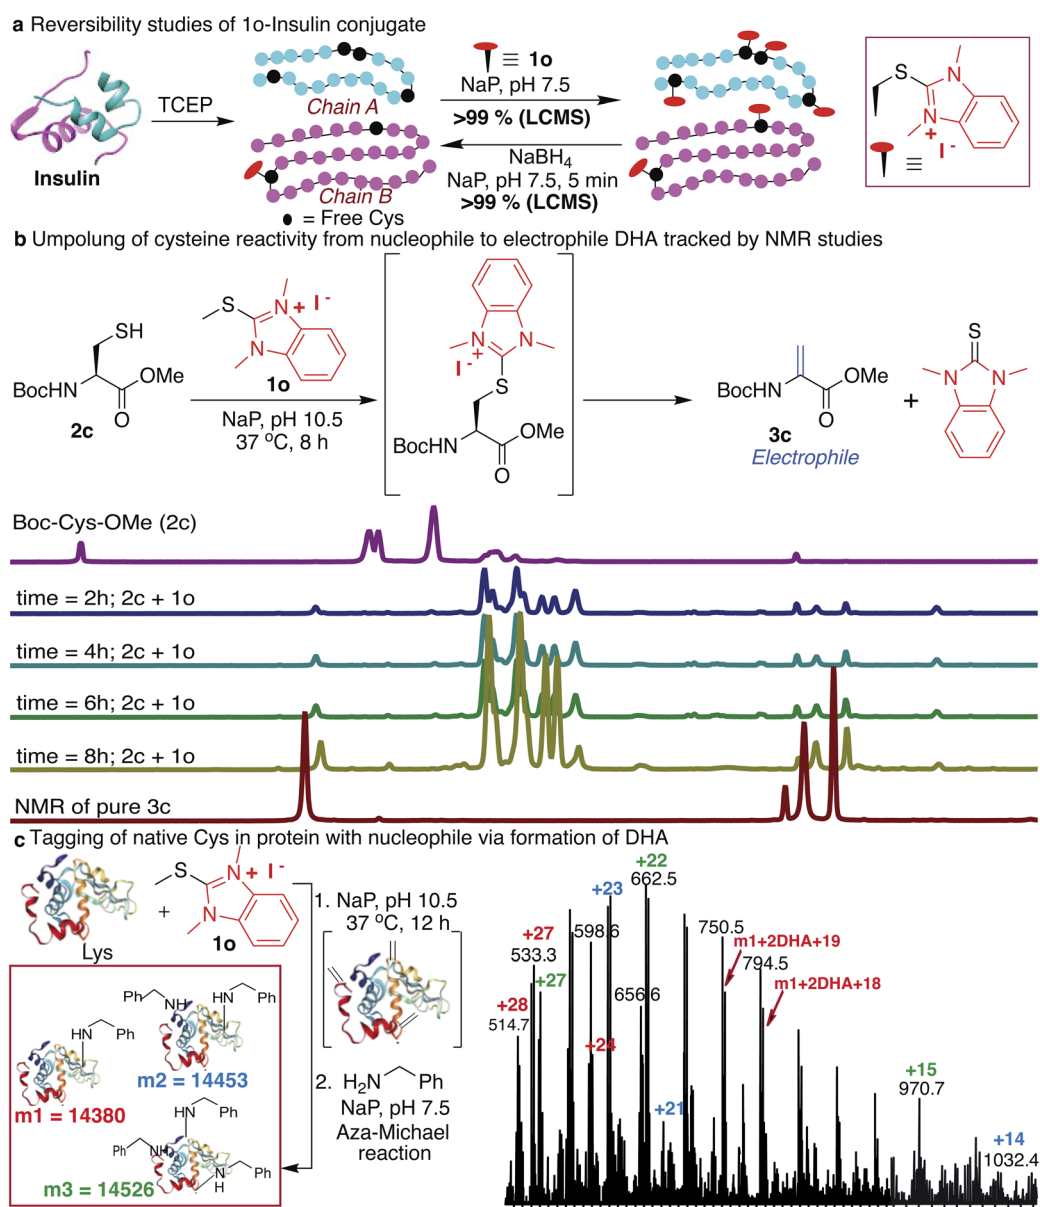 a Reversibility studies of 1o-Insulin conjugate
Insulin
TCEP
Chain A
Chain B
● = Free Cys
≡ 1o
NaP, pH 7.5
>99 % (LCMS)
NaBH4
NaP, pH 7.5, 5 min
>99 % (LCMS)
S
N
N
+
I-
≡
b Umpolung of cysteine reactivity from nucleophile to electrophile DHA tracked by NMR studies
SH
BocHN
OMe
O
2c
S
N
+ I-
N
1o
NaP, pH 10.5
37 ºC, 8 h
N
+
N
I-
S
BocHN
OMe
O
BocHN
OMe
O
3c
Electrophile
+
S
N
N
Boc-Cys-OMe (2c)
time = 2h; 2c + 1o
time = 4h; 2c + 1o
time = 6h; 2c + 1o
time = 8h; 2c + 1o
NMR of pure 3c
c Tagging of native Cys in protein with nucleophile via formation of DHA
Lys
+
S
N
+ I-
N
1o
1. NaP, pH 10.5
37 ºC, 12 h
2. H2N Ph
NaP, pH 7.5
Aza-Michael
reaction
HN Ph
m1 = 14380
Ph NH
HN Ph
m2 = 14453
HN Ph
Ph NH
N Ph
H
m3 = 14526
+28
514.7
+27
533.3
+27
+23
598.6
+24
+22
662.5
656.6
+21
750.5
m1+2DHA+19
794.5
m1+2DHA+18
+15
970.7
+14
1032.4